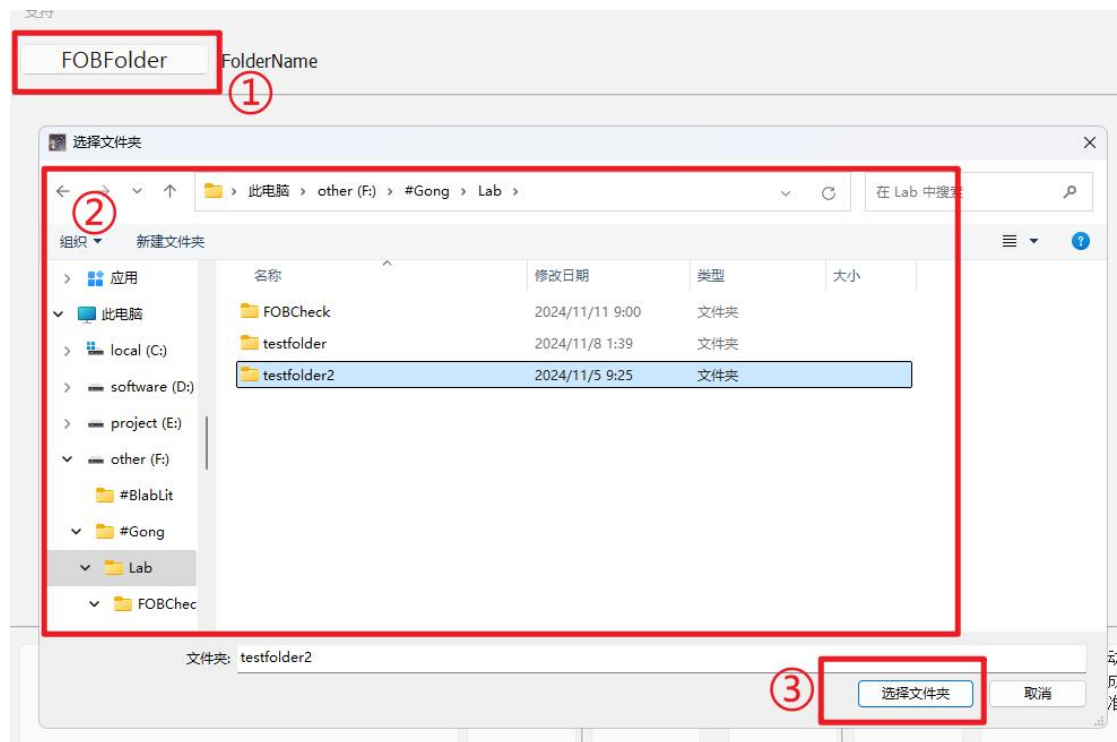 支持
FOBFolder FolderName
①
选择文件夹
此电脑 > other (F:) > #Gong > Lab > 在 Lab 中搜索
②
组织 新建文件夹
名称 修改日期 类型 大小
应用
此电脑
local (C:)
software (D:)
project (E:)
other (F:)
#BlabLit
#Gong
Lab
FOBChec
FOBCheck 2024/11/11 9:00 文件夹
testfolder 2024/11/8 1:39 文件夹
testfolder2 2024/11/5 9:25 文件夹
文件夹: testfolder2
③
选择文件夹 取消